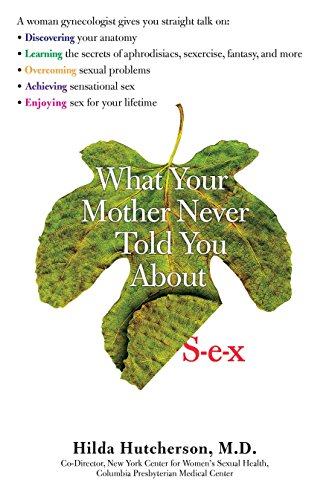 A woman gynecologist gives you straight talk on:
• Discovering your anatomy
• Learning the secrets of aphrodisiacs, sexercise, fantasy, and more
• Overcoming sexual problems
• Achieving sensational sex
• Enjoying sex for your lifetime
What Your
Mother Never
Told You
About
S-e-x
Hilda Hutcherson, M.D.
Co-Director, New York Center for Women's Sexual Health,
Columbia Presbyterian Medical Center